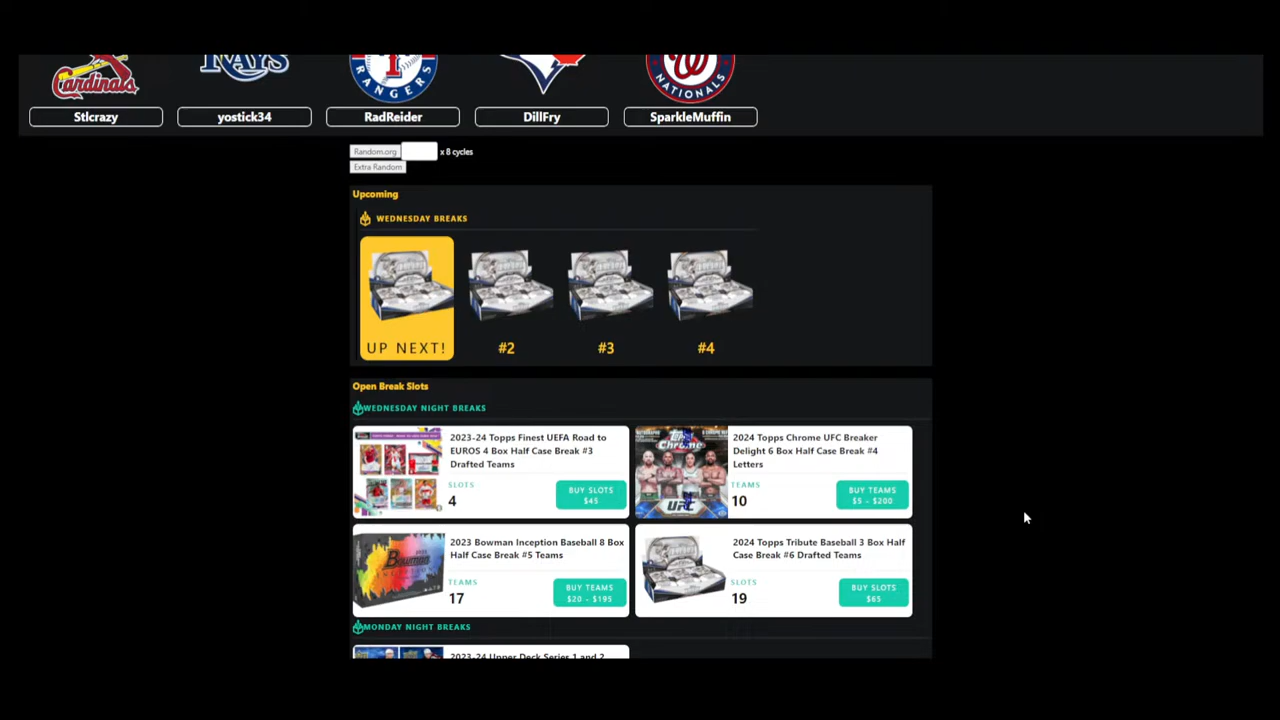 Cardinals
RAYS
RANGERS
NATIONALS
Stlcrazy
yostick34
RadReider
DillFry
SparkleMuffin
Random.org
x 8 cycles
Extra Random
Upcoming
WEDNESDAY BREAKS
UP NEXT!
#2
#3
#4
Open Break Slots
WEDNESDAY NIGHT BREAKS
2023-24 Topps Finest UEFA Road to
EUROS 4 Box Half Case Break #3
Drafted Teams
SLOTS
4
BUY SLOTS
$45
Topps
Chrome
UFC
2024 Topps Chrome UFC Breaker
Delight 6 Box Half Case Break #4
Letters
TEAMS
10
BUY TEAMS
$5 – $200
Bowman
INCEPTION
2023 Bowman Inception Baseball 8 Box
Half Case Break #5 Teams
TEAMS
17
BUY TEAMS
$20 – $195
2024 Topps Tribute Baseball 3 Box Half
Case Break #6 Drafted Teams
SLOTS
19
BUY SLOTS
$65
MONDAY NIGHT BREAKS
2023-24 Upper Deck Series 1 and 2